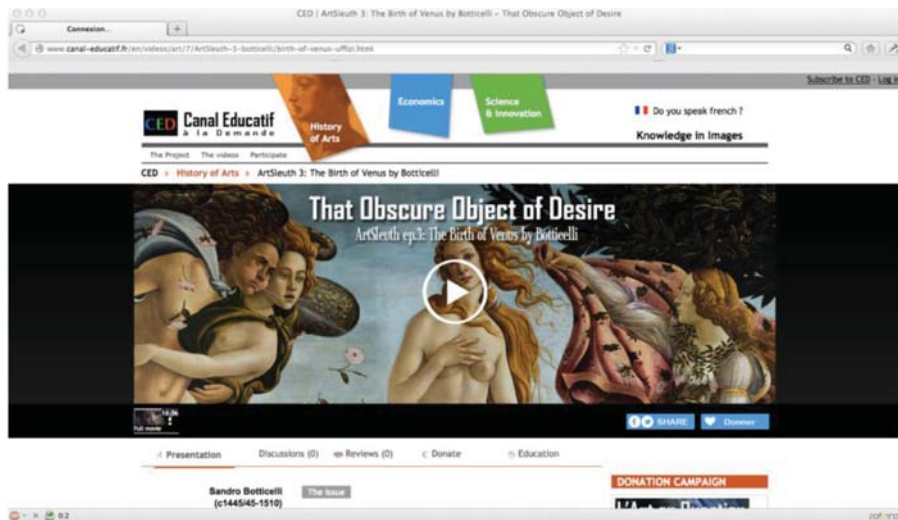 CED | ArtSleuth 3: The Birth of Venus by Botticelli – That Obscure Object of Desire
Connexion...
www.canal-educatif.fr/en/videos/art/7/ArtSleuth-3-botticelli/birth-of-venus-uffizi.html
Subscribe to CED - Log in
CED Canal Educatif
à la Demande
History
of Arts
Economics
Science
& Innovation
Do you speak french ?
Knowledge in Images
The Project The videos Participate
CED History of Arts ArtSleuth 3: The Birth of Venus by Botticelli
That Obscure Object of Desire
ArtSleuth ep.3: The Birth of Venus by Botticelli
Full movie
SHARE Donner
Presentation Discussions (0) Reviews (0) € Donate Education
Sandro Botticelli
(c1445/45-1510)
The Issue
DONATION CAMPAIGN
zotero